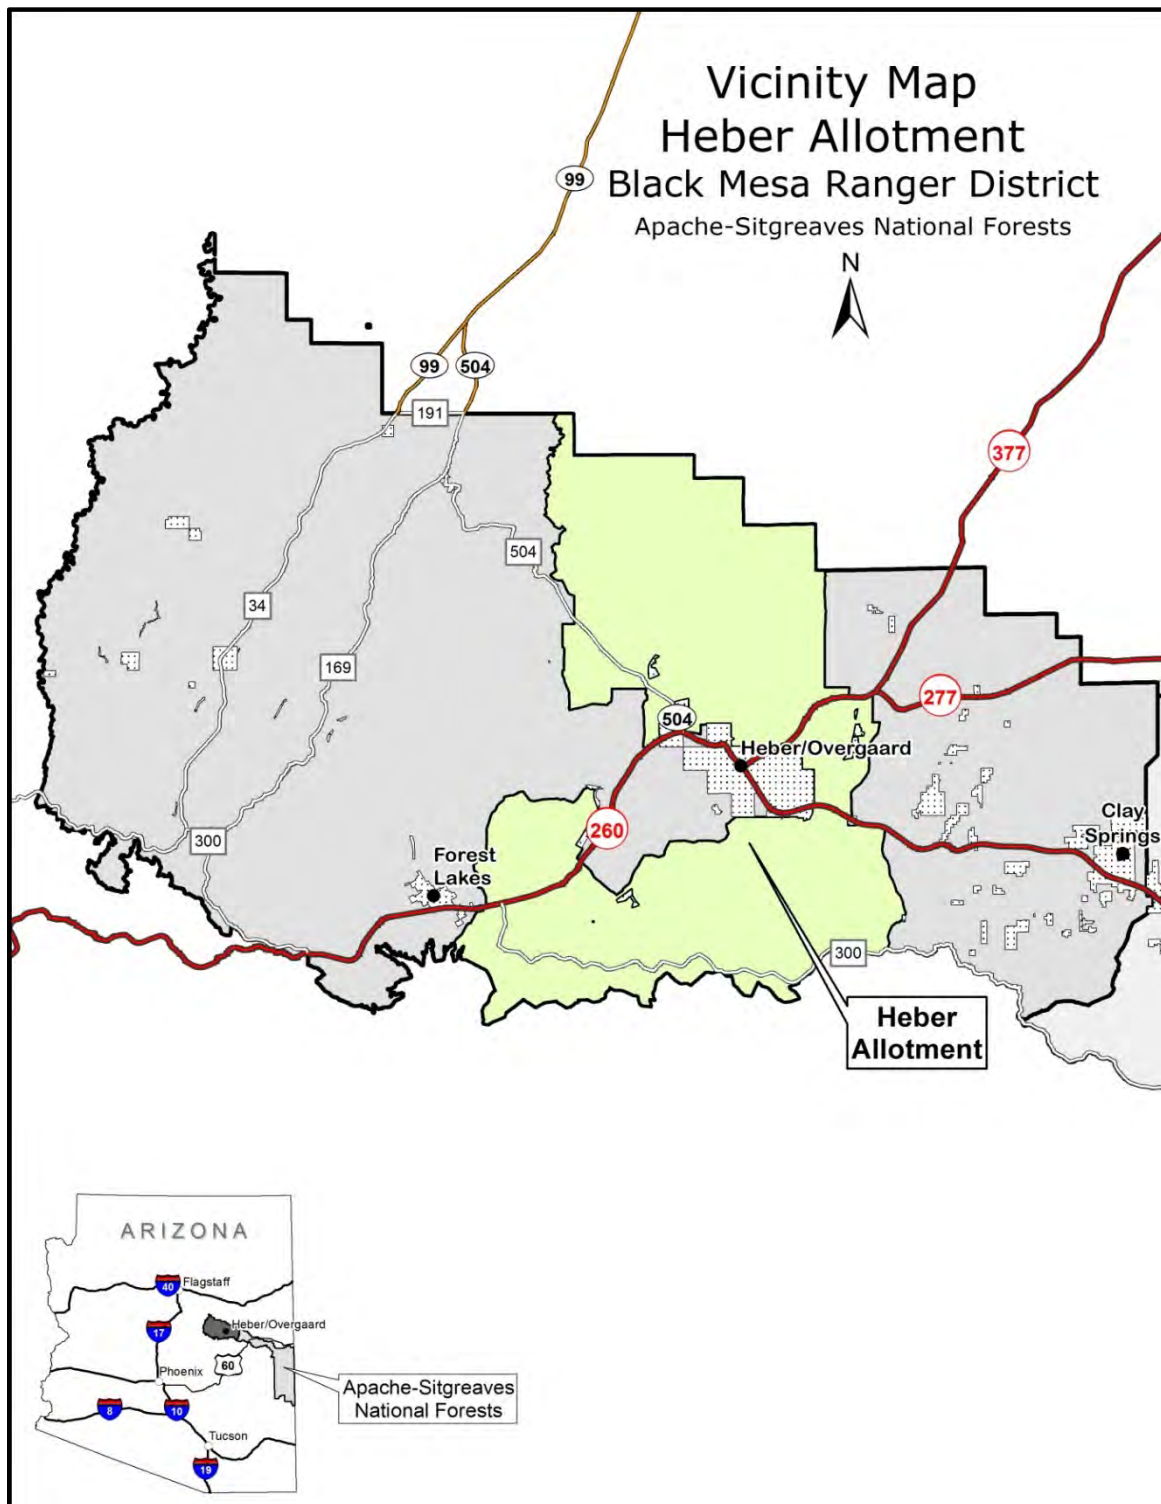 Vicinity Map
Heber Allotment
Black Mesa Ranger District
Apache-Sitgreaves National Forests
N
99
99
504
191
377
504
34
169
277
504
Heber/Overgaard
260
300
Forest
Lakes
Clay
Springs
300
Heber
Allotment
ARIZONA
40
Flagstaff
17
Heber/Overgaard
60
Phoenix
8
10
Tucson
19
Apache-Sitgreaves
National Forests